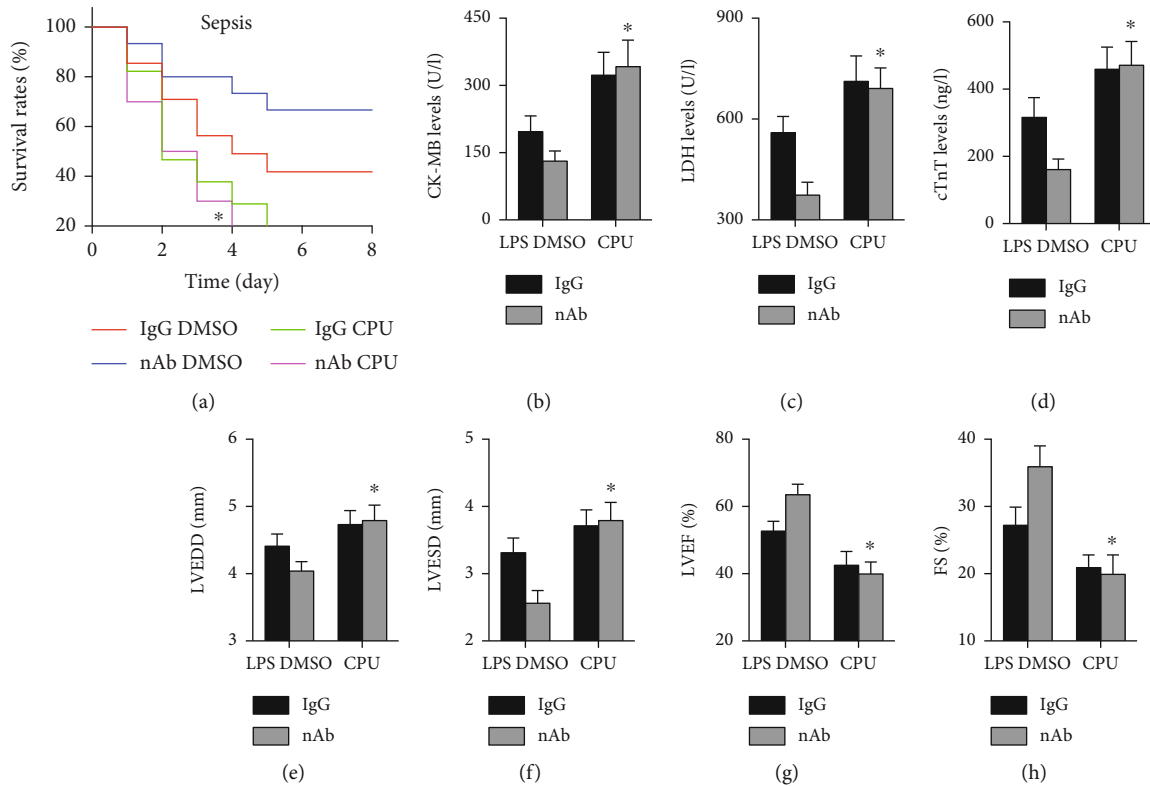 Sepsis
Survival rates (%)
100
80
60
40
20
*
0 2 4 6 8
Time (day)
IgG DMSO IgG CPU
nAb DMSO nAb CPU
(a)
CK-MB levels (U/l)
450
300
150
0
*
LPS DMSO CPU
IgG
nAb
(b)
LDH levels (U/l)
900
600
300
*
LPS DMSO CPU
IgG
nAb
(c)
cTnT levels (ng/l)
600
400
200
0
*
LPS DMSO CPU
IgG
nAb
(d)
LVEDD (mm)
6
5
4
3
*
LPS DMSO CPU
IgG
nAb
(e)
LVESD (mm)
5
4
3
2
*
LPS DMSO CPU
IgG
nAb
(f)
LVEF (%)
80
60
40
20
*
LPS DMSO CPU
IgG
nAb
(g)
FS (%)
40
30
20
10
*
LPS DMSO CPU
IgG
nAb
(h)